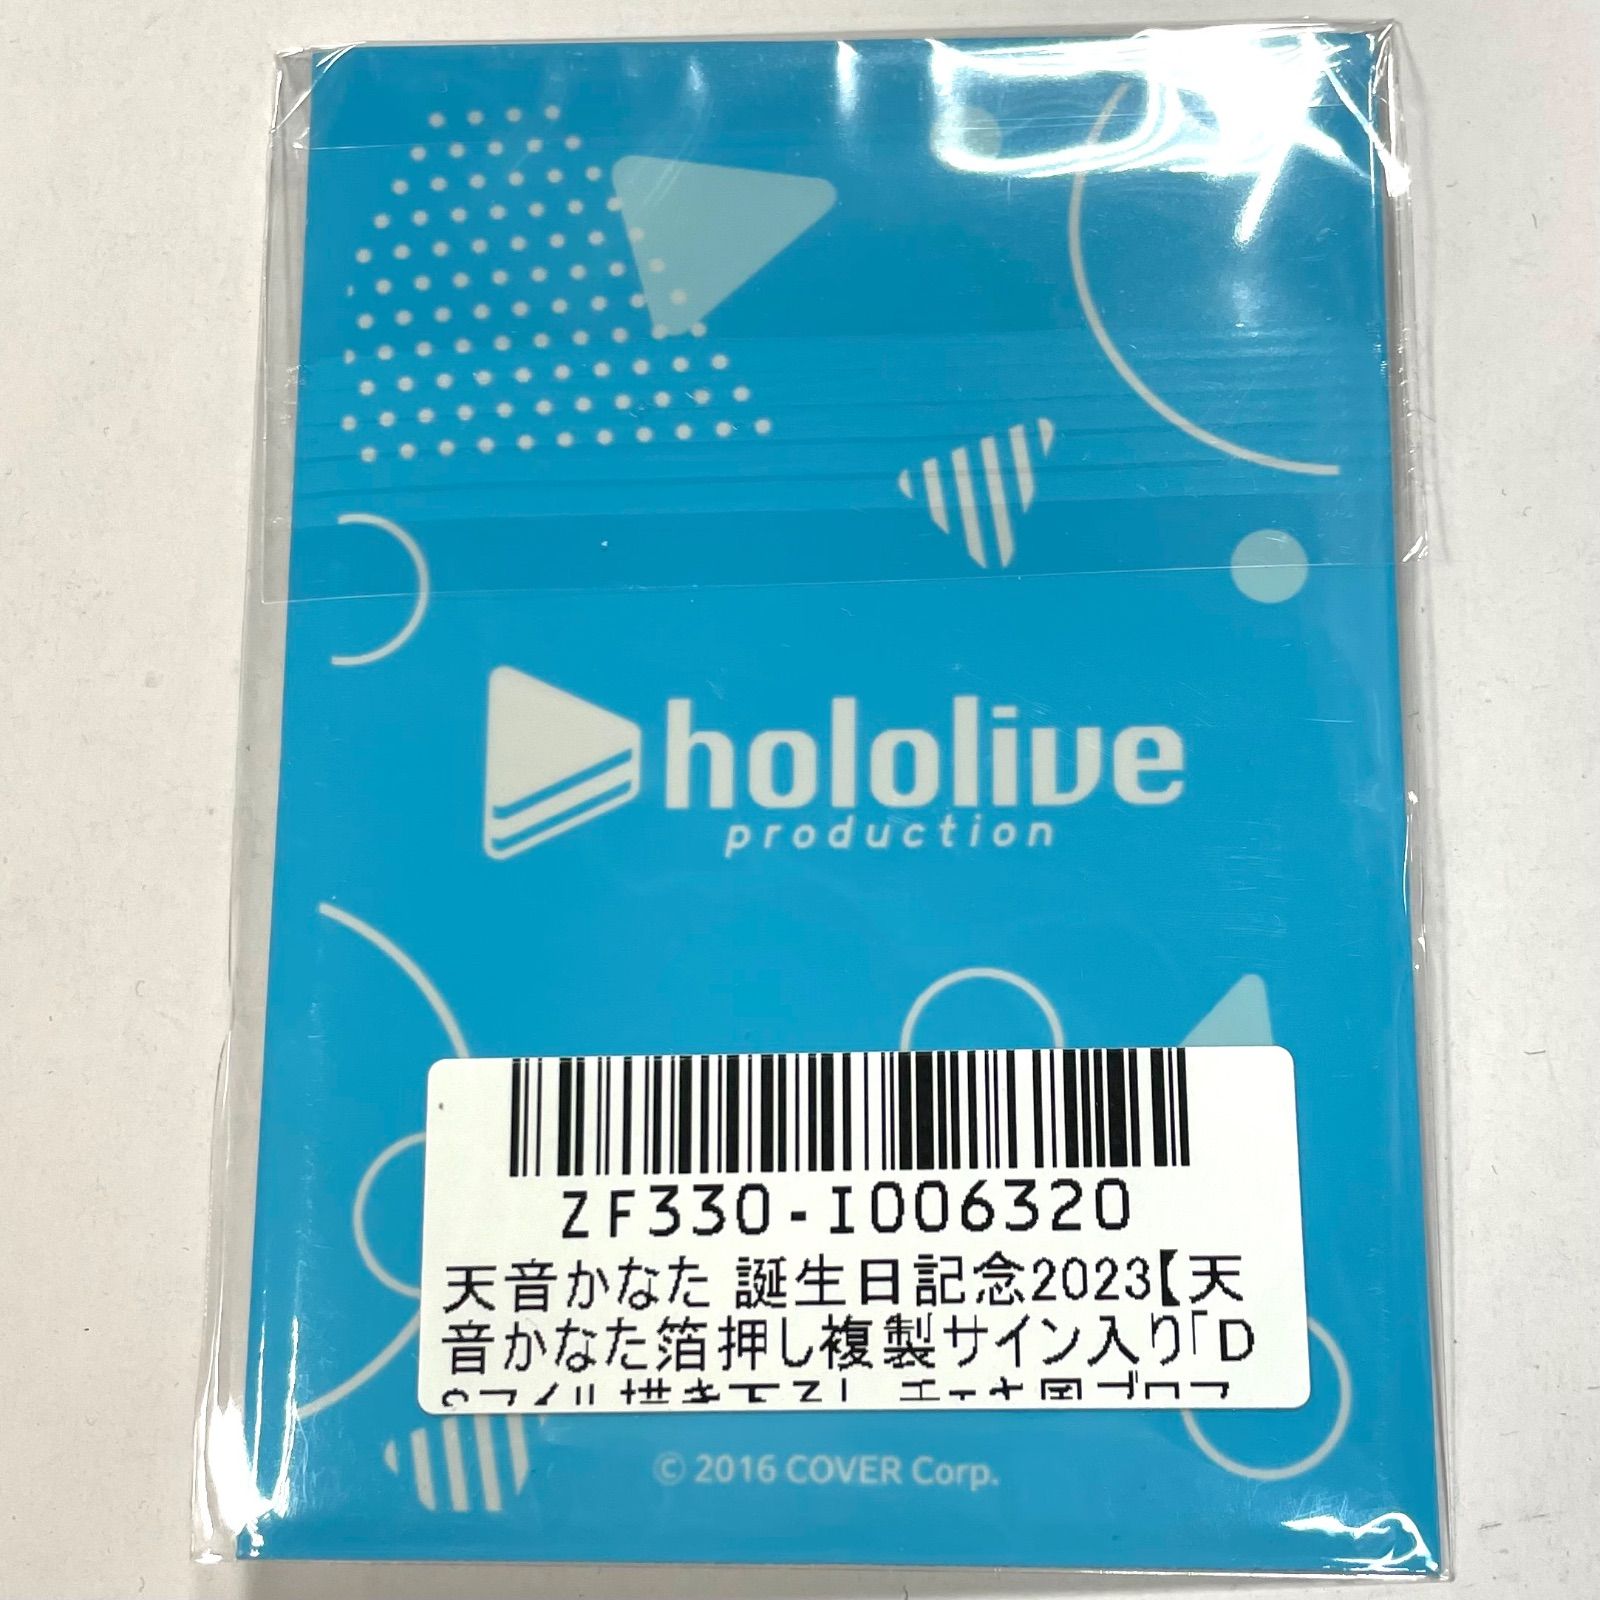 hololive
production
ZF330-I006320
天音かなた 誕生日記念2023【天
音かなた箔押し複製サイン入り「D
© 2016 COVER Corp.